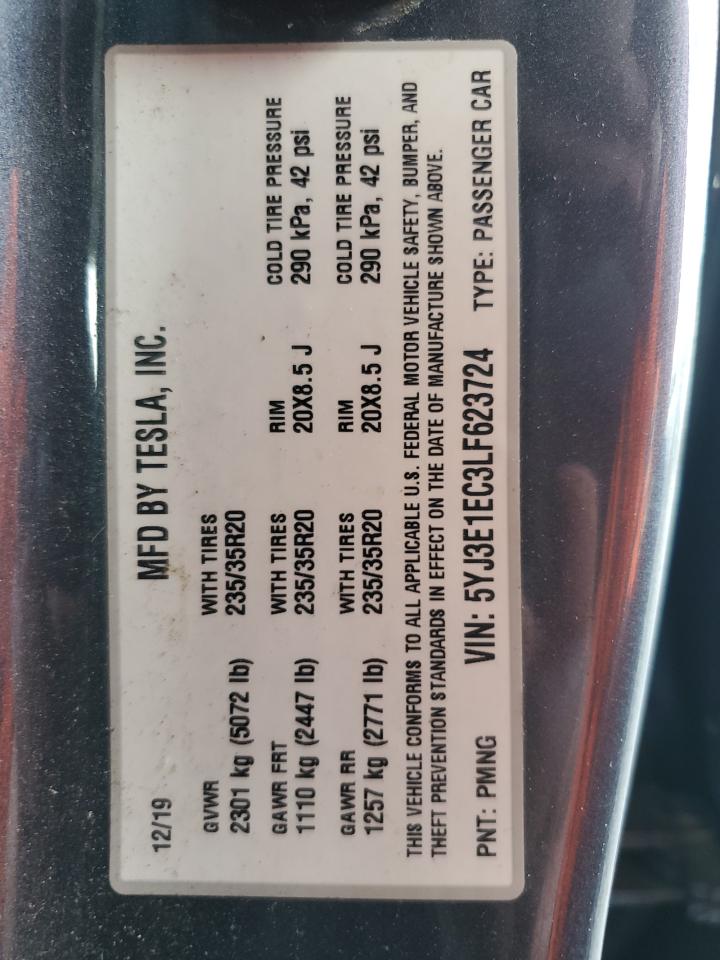 MFD BY TESLA, INC.
12/19
GVWR WITH TIRES
2301 kg (5072 lb) 235/35R20
GAWR FRT WITH TIRES RIM COLD TIRE PRESSURE
1110 kg (2447 lb) 235/35R20 20X8.5 J 290 kPa, 42 psi
GAWR RR WITH TIRES RIM COLD TIRE PRESSURE
1257 kg (2771 lb) 235/35R20 20X8.5 J 290 kPa, 42 psi
THIS VEHICLE CONFORMS TO ALL APPLICABLE U.S. FEDERAL MOTOR VEHICLE SAFETY, BUMPER, AND
THEFT PREVENTION STANDARDS IN EFFECT ON THE DATE OF MANUFACTURE SHOWN ABOVE.
PNT: PMNG VIN: 5YJ3E1EC3LF623724 TYPE: PASSENGER CAR